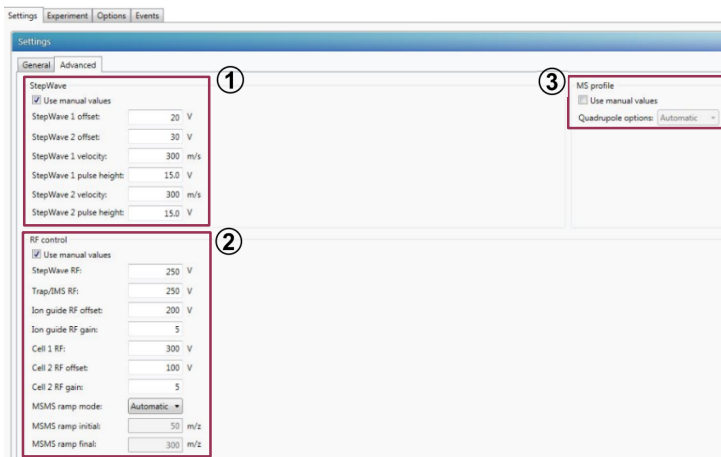 Settings Experiment Options Events
Settings
General Advanced
①
StepWave
Use manual values
StepWave 1 offset: 20 V
StepWave 2 offset: 30 V
StepWave 1 velocity: 300 m/s
StepWave 1 pulse height: 15.0 V
StepWave 2 velocity: 300 m/s
StepWave 2 pulse height: 15.0 V
③
MS profile
Use manual values
Quadrupole options: Automatic
②
RF control
Use manual values
StepWave RF: 250 V
Trap/IMS RF: 250 V
Ion guide RF offset: 200 V
Ion guide RF gain: 5
Cell 1 RF: 300 V
Cell 2 RF offset: 100 V
Cell 2 RF gain: 5
MSMS ramp mode: Automatic
MSMS ramp initial: 50 m/z
MSMS ramp final: 300 m/z